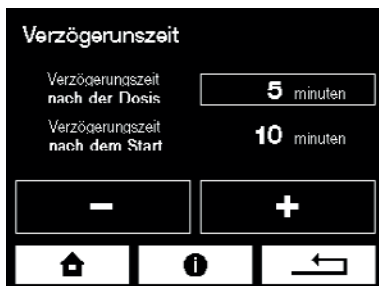 Verzögerunszeit
Verzögerungszeit
nach der Dosis
5 minuten
Verzögerungszeit
nach dem Start
10 minuten
− +